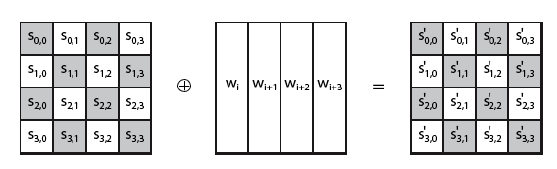 S0,0 S0,1 S0,2 S0,3 S'0,0 S'0,1 S'0,2 S'0,3
S1,0 S1,1 S1,2 S1,3 ⊕ Wi Wi+1 Wi+2 Wi+3 = S'1,0 S'1,1 S'1,2 S'1,3
S2,0 S2,1 S2,2 S2,3 S'2,0 S'2,1 S'2,2 S'2,3
S3,0 S3,1 S3,2 S3,3 S'3,0 S'3,1 S'3,2 S'3,3